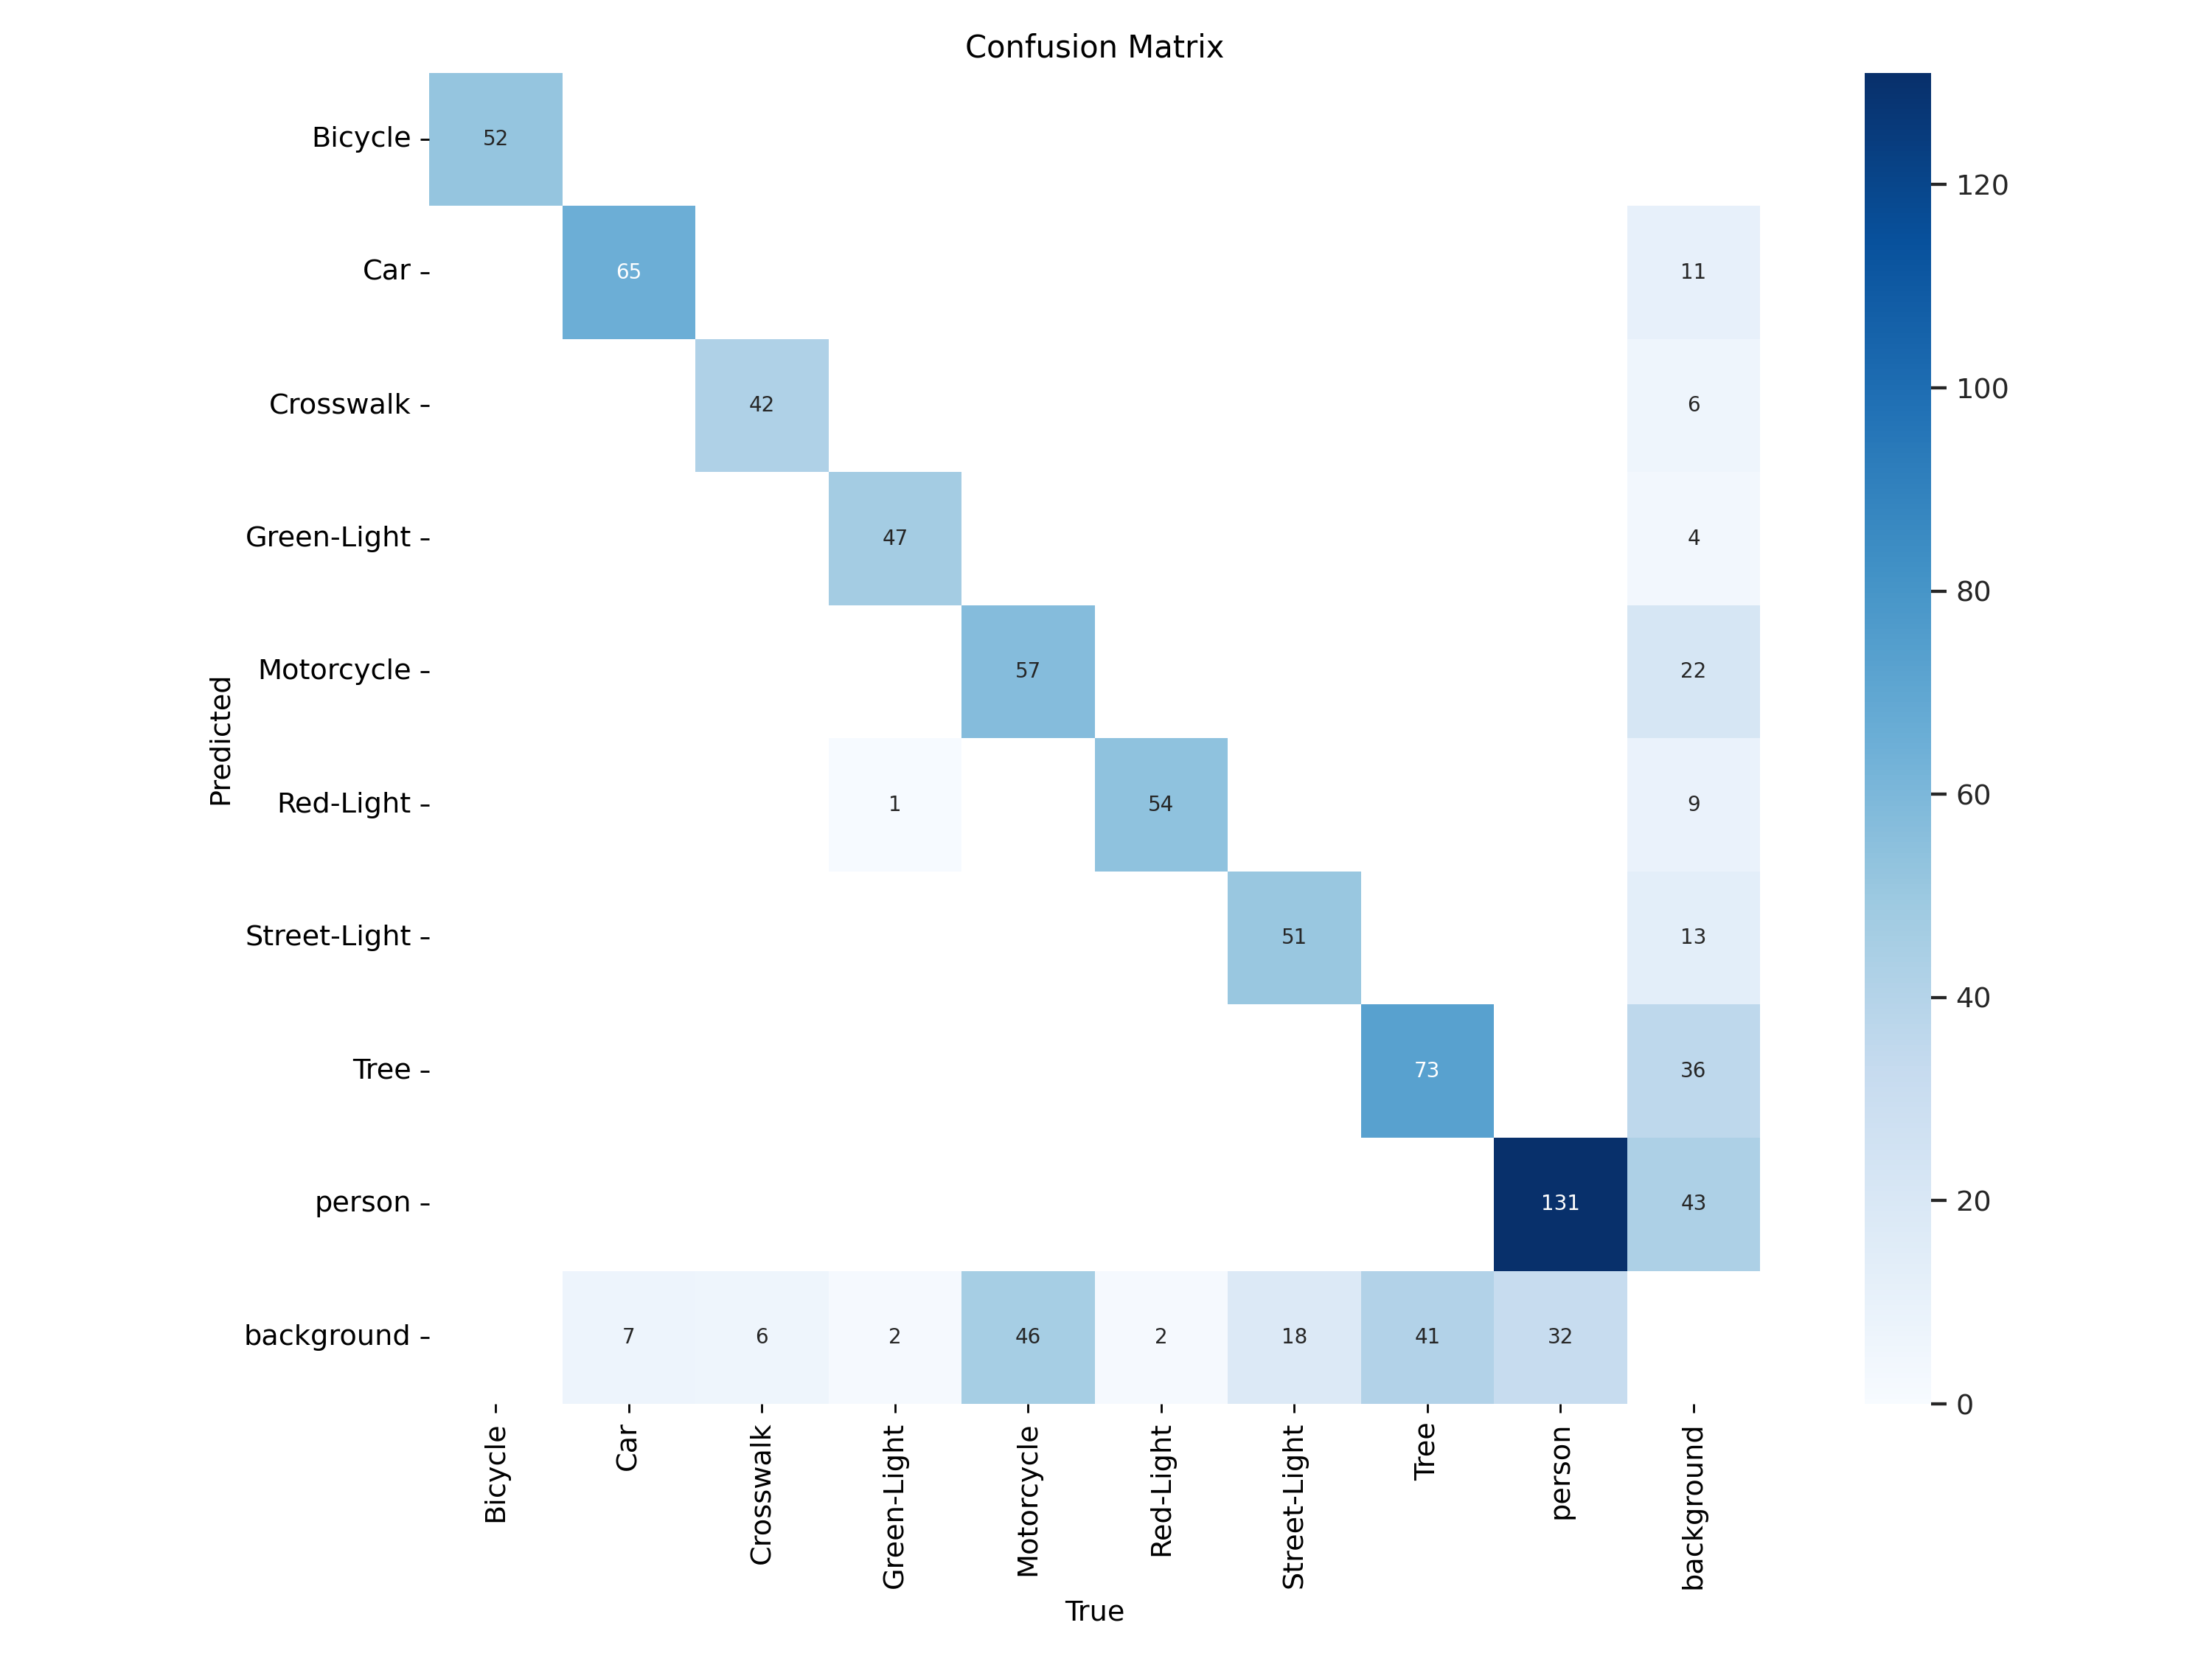 Confusion Matrix
Bicycle 52
Car 65 11
Crosswalk 42 6
Green-Light 47 4
Motorcycle 57 22
Red-Light 1 54 9
Street-Light 51 13
Tree 73 36
person 131 43
background 7 6 2 46 2 18 41 32
Predicted
Bicycle
Car
Crosswalk
Green-Light
Motorcycle
Red-Light
Street-Light
Tree
person
background
True
120
100
80
60
40
20
0